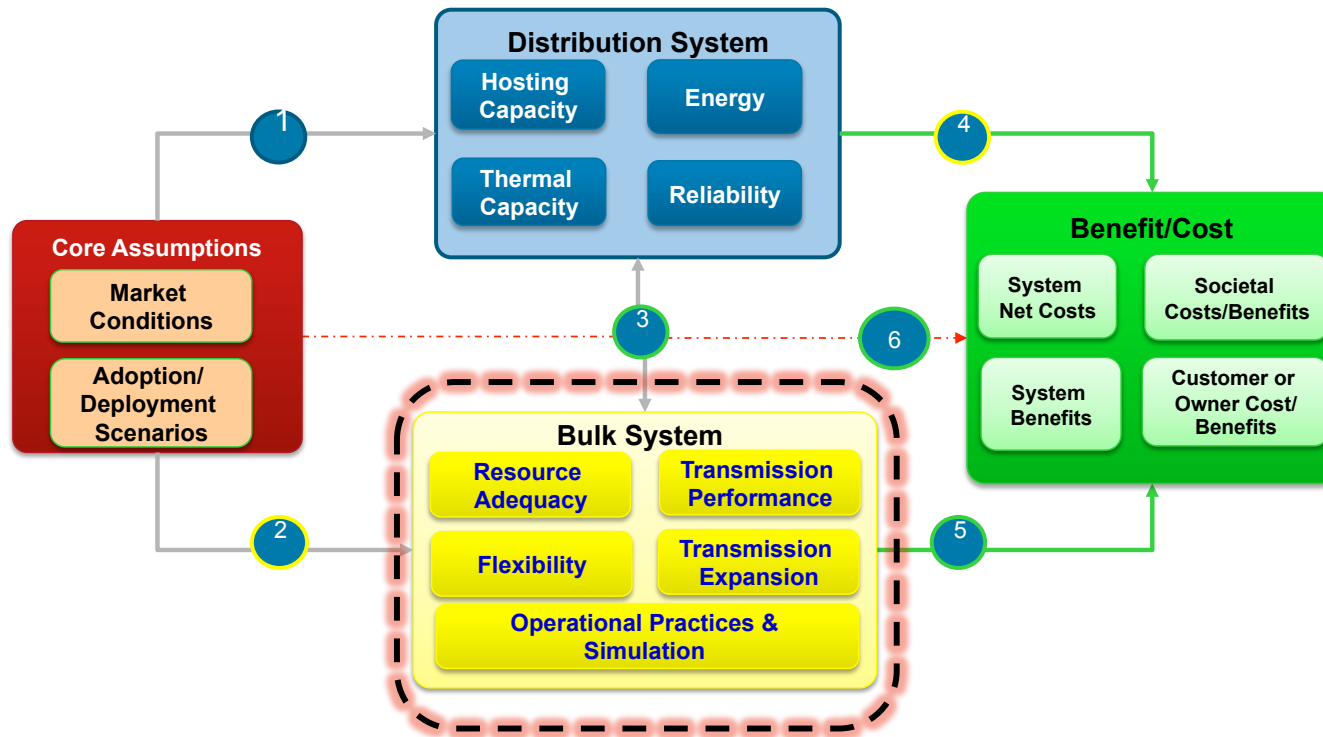 Distribution System
Hosting
Capacity
Energy
Thermal
Capacity
Reliability
1
4
Core Assumptions
Market
Conditions
Adoption/
Deployment
Scenarios
3
6
2
Benefit/Cost
System
Net Costs
Societal
Costs/Benefits
System
Benefits
Customer or
Owner Cost/
Benefits
Bulk System
Resource
Adequacy
Transmission
Performance
Flexibility
Transmission
Expansion
Operational Practices &
Simulation
5